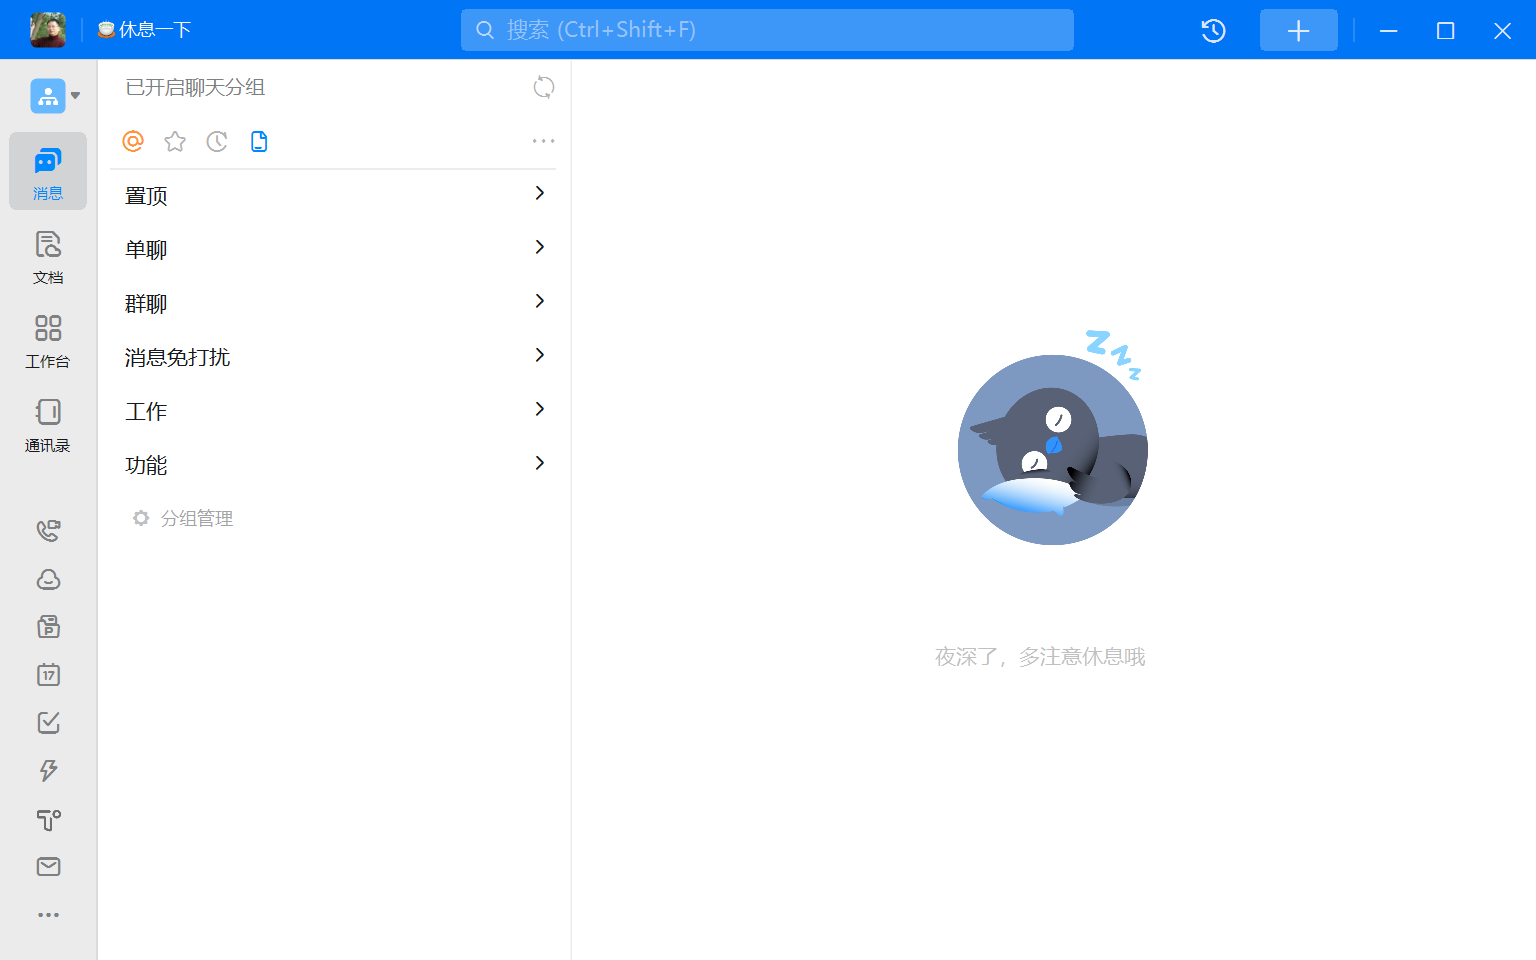 休息一下
搜索 (Ctrl+Shift+F)
已开启聊天分组
消息
文档
工作台
通讯录
17
置顶
单聊
群聊
消息免打扰
工作
功能
分组管理
夜深了，多注意休息哦